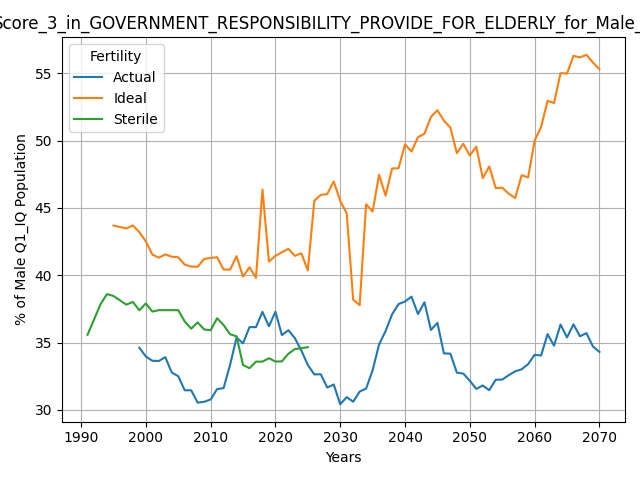 Score_3_in_GOVERNMENT_RESPONSIBILITY_PROVIDE_FOR_ELDERLY_for_Male_
Fertility
Actual
Ideal
Sterile
% of Male Q1_IQ Population
55
50
45
40
35
30
1990 2000 2010 2020 2030 2040 2050 2060 2070
Years